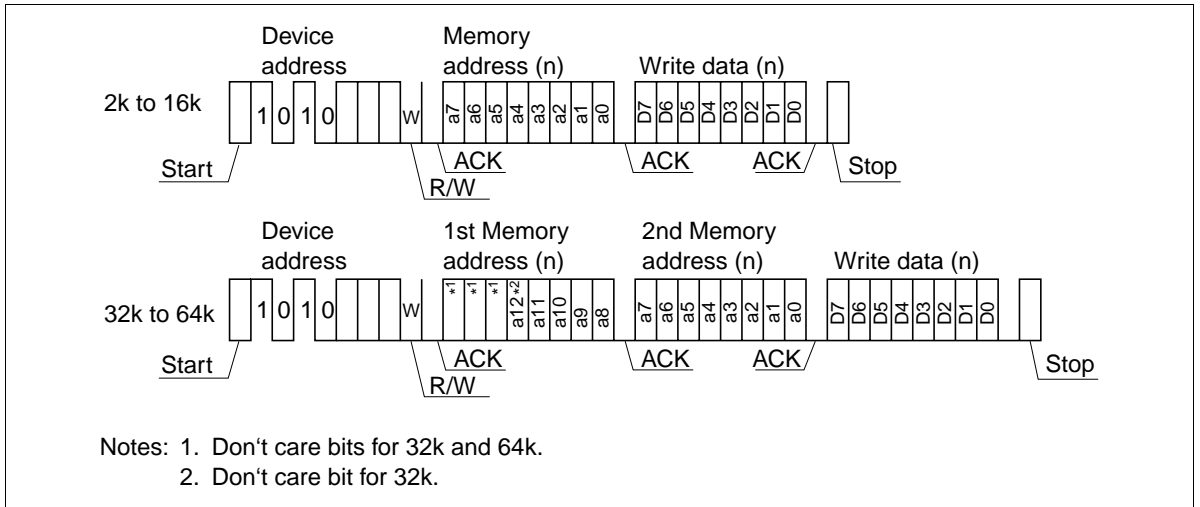 Device address
Memory address (n)
Write data (n)
2k to 16k
1 0 1 0 W a7 a6 a5 a4 a3 a2 a1 a0 D7 D6 D5 D4 D3 D2 D1 D0
Start
R/W
ACK
ACK
ACK
Stop
Device address
1st Memory address (n)
2nd Memory address (n)
Write data (n)
32k to 64k
1 0 1 0 W *1 *1 *1 a12*2 a11 a10 a9 a8 a7 a6 a5 a4 a3 a2 a1 a0 D7 D6 D5 D4 D3 D2 D1 D0
Start
R/W
ACK
ACK
ACK
Stop
Notes: 1. Don't care bits for 32k and 64k.
2. Don't care bit for 32k.